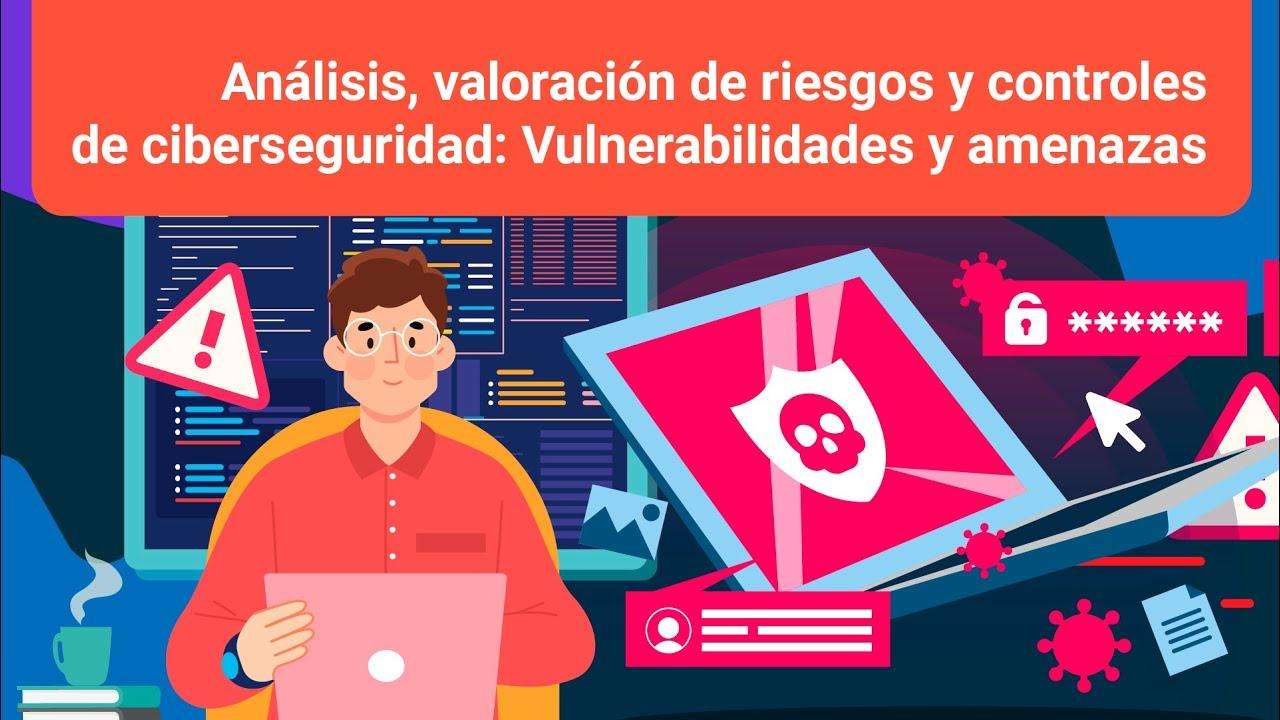 Análisis, valoración de riesgos y controles
de ciberseguridad: Vulnerabilidades y amenazas
******